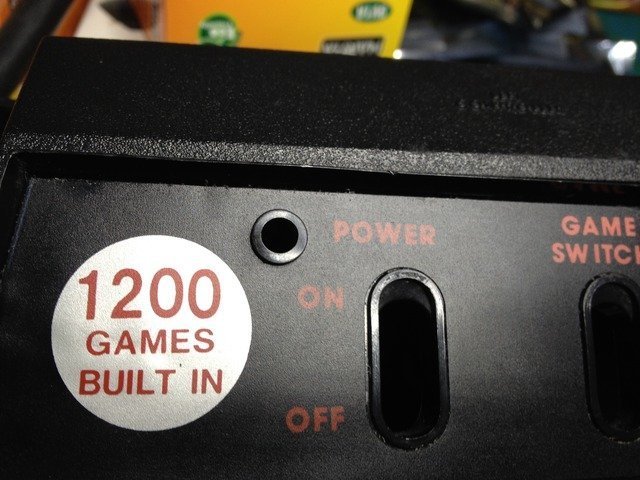 1200
GAMES
BUILT IN
POWER
ON
OFF
GAME
SWITCH